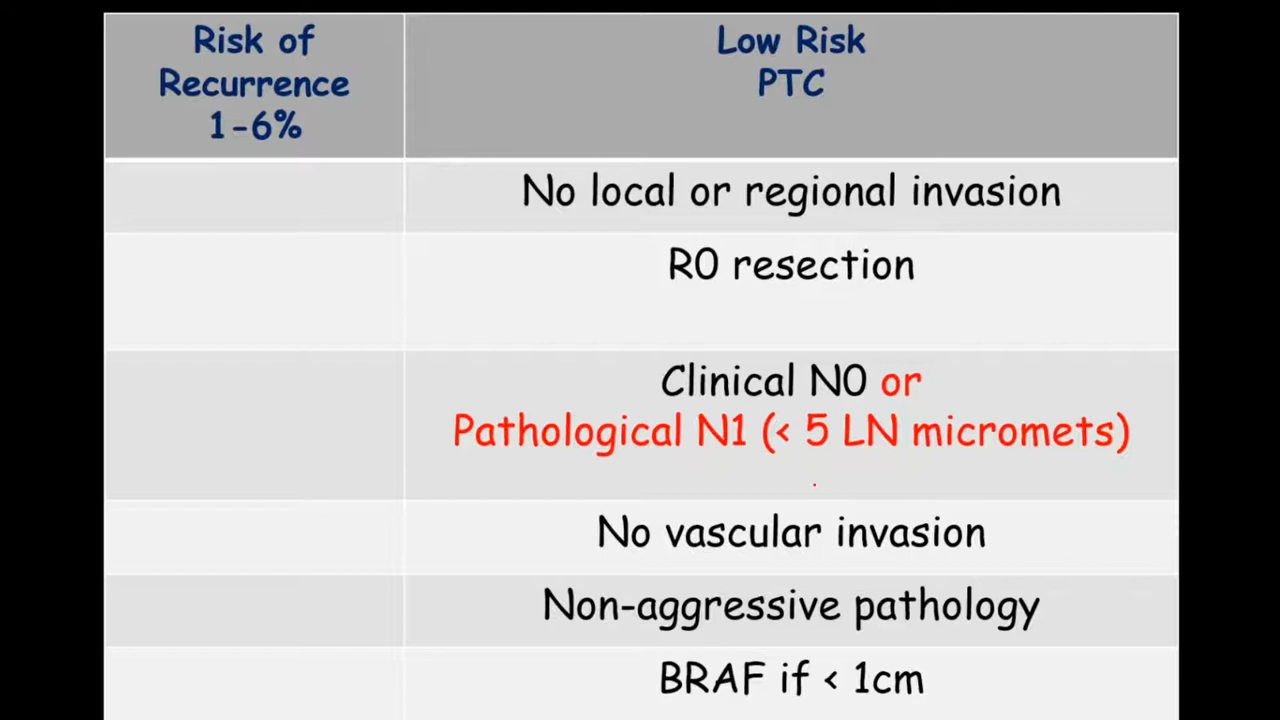 Risk of
Recurrence
1-6%
Low Risk
PTC
No local or regional invasion
R0 resection
Clinical N0 or
Pathological N1 (< 5 LN micromets)
No vascular invasion
Non-aggressive pathology
BRAF if < 1cm